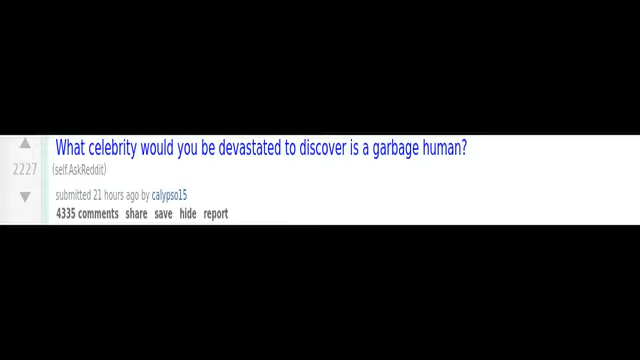 What celebrity would you be devastated to discover is a garbage human?
2227
(self.AskReddit)
submitted 21 hours ago by calypso15
4335 comments share save hide report